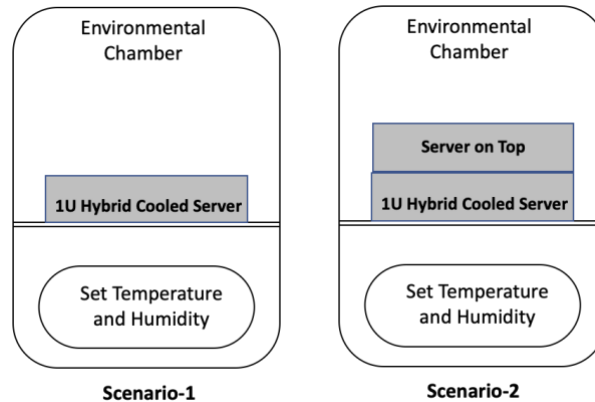 Environmental
Chamber
1U Hybrid Cooled Server
Set Temperature
and Humidity
Scenario-1
Environmental
Chamber
Server on Top
1U Hybrid Cooled Server
Set Temperature
and Humidity
Scenario-2